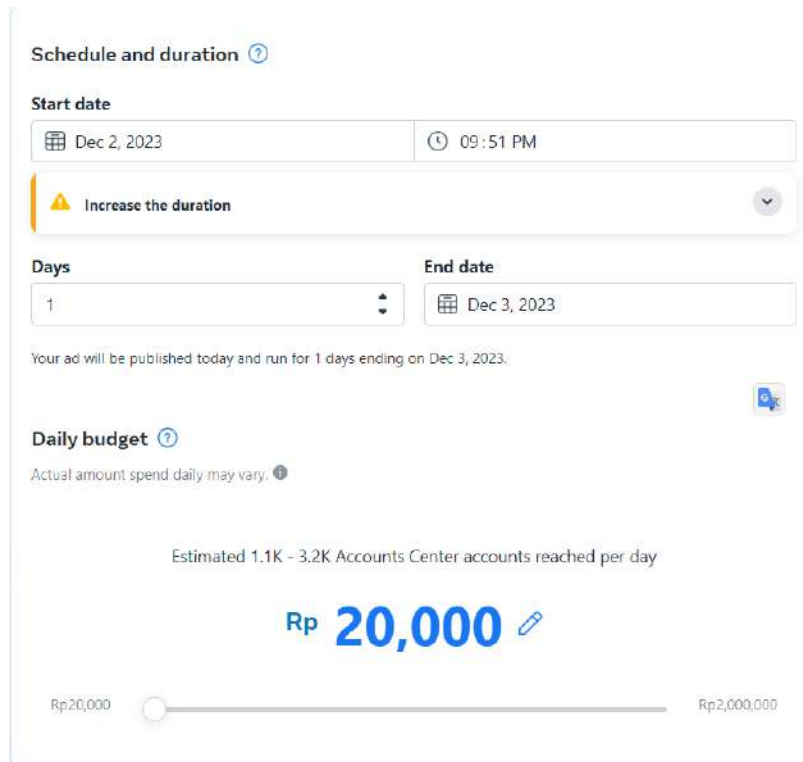 Schedule and duration
Start date
Dec 2, 2023
09:51 PM
Increase the duration
Days
End date
1
Dec 3, 2023
Your ad will be published today and run for 1 days ending on Dec 3, 2023.
Daily budget
Actual amount spend daily may vary.
Estimated 1.1K - 3.2K Accounts Center accounts reached per day
Rp 20,000
Rp20,000
Rp2,000,000